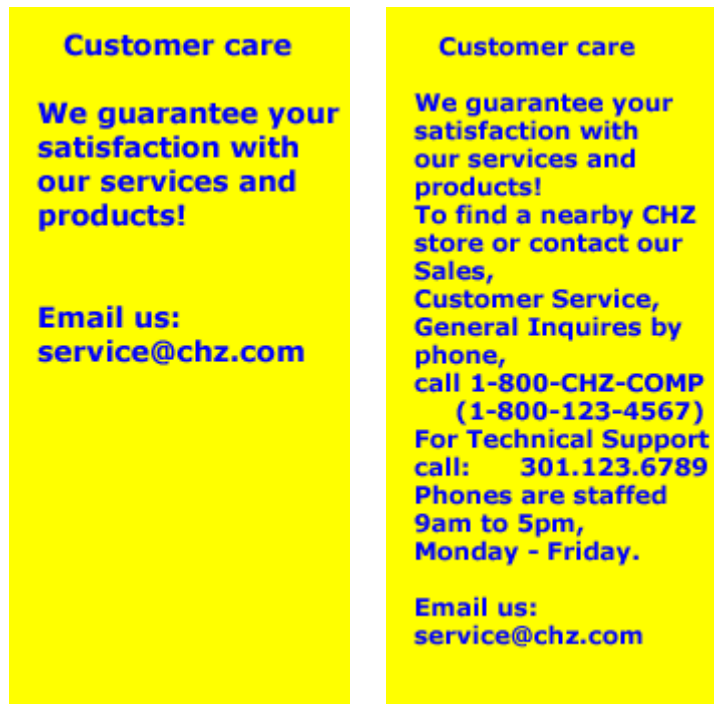 Customer care
We guarantee your
satisfaction with
our services and
products!
Email us:
service@chz.com
Customer care
We guarantee your
satisfaction with
our services and
products!
To find a nearby CHZ
store or contact our
Sales,
Customer Service,
General Inquires by
phone,
call 1-800-CHZ-COMP
(1-800-123-4567)
For Technical Support
call: 301.123.6789
Phones are staffed
9am to 5pm,
Monday - Friday.
Email us:
service@chz.com